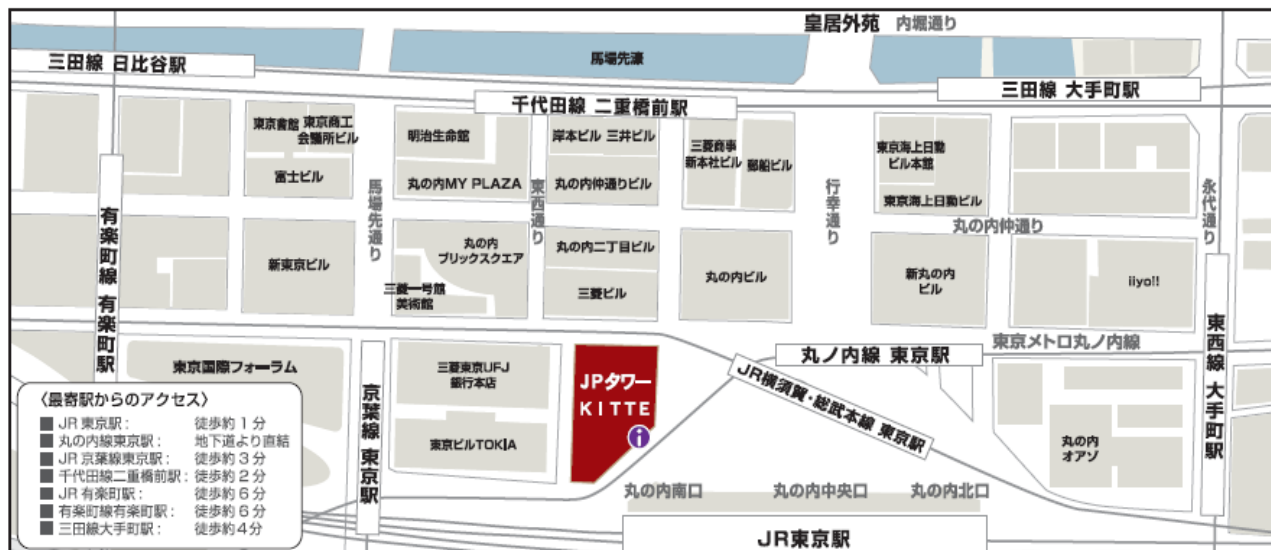 皇居外苑
内堀通り
三田線 日比谷駅
馬場先濠
三田線 大手町駅
千代田線 二重橋前駅
東京會館
東京商工
会議所ビル
富士ビル
明治生命館
丸の内MY PLAZA
岸本ビル
三井ビル
丸の内仲通りビル
三菱商事
新本社ビル
郵船ビル
東京海上日動
ビル本館
東京海上日動ビル
馬場先通り
東西通り
行幸通り
丸の内仲通り
永代通り
有楽町線 有楽町駅
新東京ビル
丸の内
ブリックスクエア
三菱一号館
美術館
丸の内二丁目ビル
三菱ビル
丸の内ビル
新丸の内
ビル
iiyo!!
東京メトロ丸ノ内線
丸ノ内線 東京駅
東西線 大手町駅
東京国際フォーラム
京葉線 東京駅
三菱東京UFJ
銀行本店
東京ビルTOKIA
JPタワー
KITTE
i
JR横須賀・総武本線 東京駅
丸の内
オアゾ
丸の内南口
丸の内中央口
丸の内北口
JR東京駅
〈最寄駅からのアクセス〉
■ JR 東京駅: 徒歩約 1 分
■ 丸の内線東京駅: 地下道より直結
■ JR 京葉線東京駅: 徒歩約 3 分
■ 千代田線二重橋前駅: 徒歩約 2 分
■ JR 有楽町駅: 徒歩約 6 分
■ 有楽町線有楽町駅: 徒歩約 6 分
■ 三田線大手町駅: 徒歩約4分